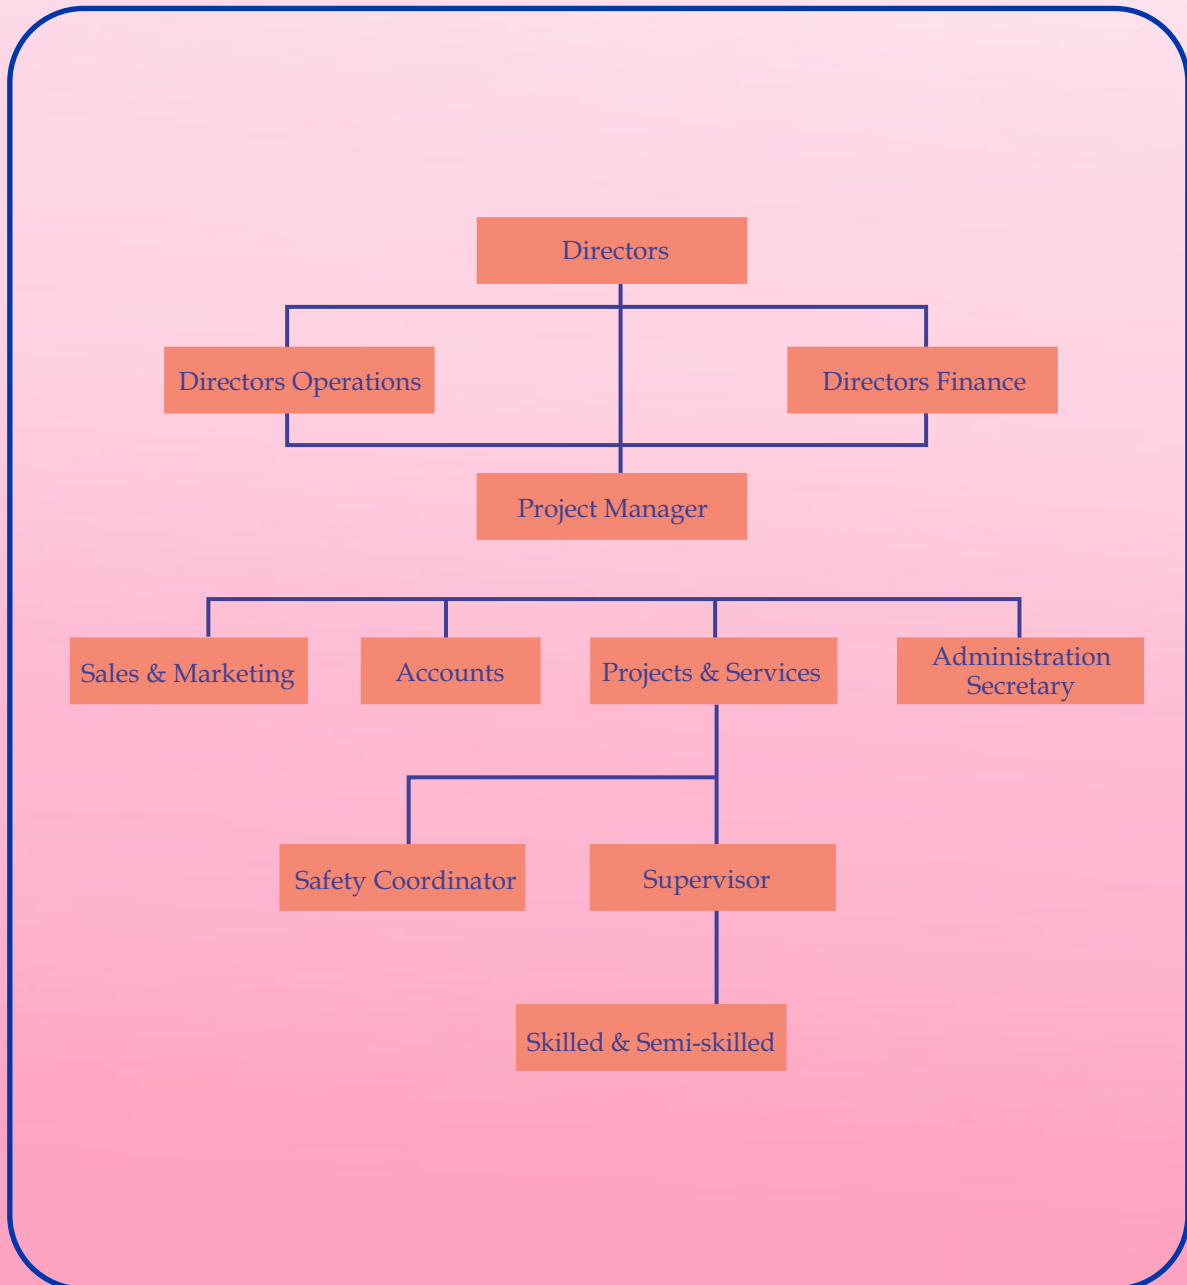 Directors
Directors Operations
Directors Finance
Project Manager
Sales & Marketing
Accounts
Projects & Services
Administration
Secretary
Safety Coordinator
Supervisor
Skilled & Semi-skilled